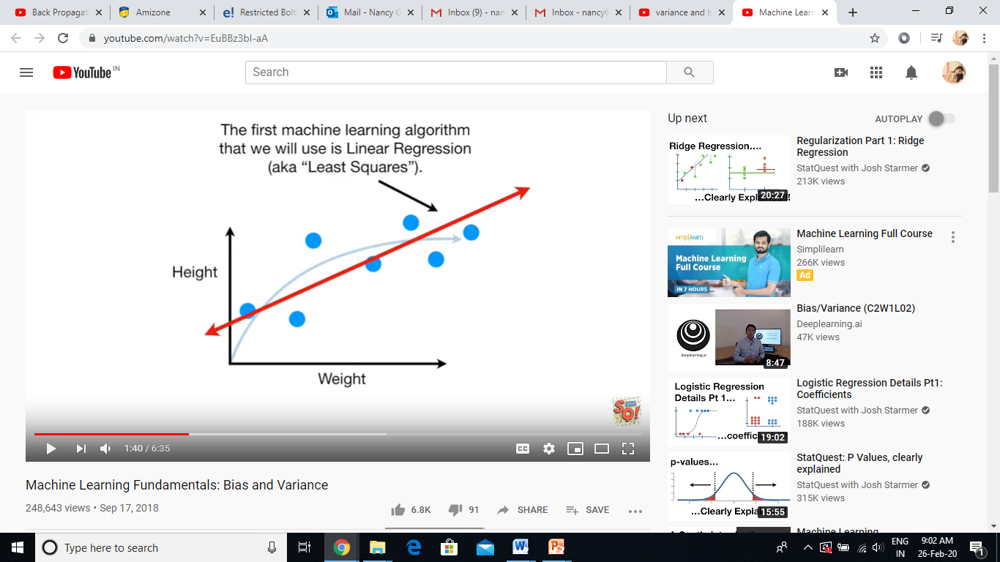 Back Propagat
Amizone
Restricted Bolt
Mail - Nancy G
Inbox (9) - nan
Inbox - nancy6
variance and b
Machine Learn
youtube.com/watch?v=EuBBz3bI-aA
YouTube IN
Search
The first machine learning algorithm
that we will use is Linear Regression
(aka “Least Squares”).
Height
Weight
SQ!
1:40 / 6:35
CC
Machine Learning Fundamentals: Bias and Variance
248,643 views • Sep 17, 2018
6.8K
91
SHARE
SAVE
Up next
AUTOPLAY
Ridge Regression….
…Clearly Expl
!!
20:27
Regularization Part 1: Ridge
Regression
StatQuest with Josh Starmer
213K views
simplilearn
Machine Learning
Full Course
IN 7 HOURS
Machine Learning Full Course
Simplilearn
266K views
Ad
deeplearning.ai
8:47
Bias/Variance (C2W1L02)
Deeplearning.ai
47K views
Logistic Regression
Details Pt 1…
…coeffici
19:02
Logistic Regression Details Pt1:
Coefficients
StatQuest with Josh Starmer
188K views
p-values…
…Clearly Expla
15:55
StatQuest: P Values, clearly
explained
StatQuest with Josh Starmer
315K views
Machine Learning
Type here to search
ENG
IN
9:02 AM
26-Feb-20
1